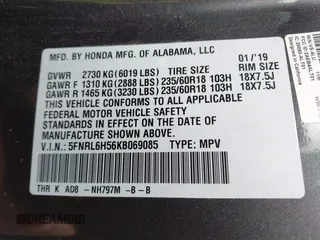 MFD. BY HONDA MFG. OF ALABAMA, LLC
01/'19
GVWR 2730 KG (6019 LBS) TIRE SIZE RIM SIZE
GAWR F 1310 KG (2888 LBS) 235/60R18 103H 18X7.5J
GAWR R 1465 KG (3230 LBS) 235/60R18 103H 18X7.5J
THIS VEHICLE CONFORMS TO ALL APPLICABLE
FEDERAL MOTOR VEHICLE SAFETY STANDARDS IN
EFFECT ON THE DATE OF MANUFACTURE SHOWN ABOVE.
V.I.N.: 5FNRL6H56KB069085 TYPE: MPV
THR K AD8 -NH797M -B -B
AMERBID